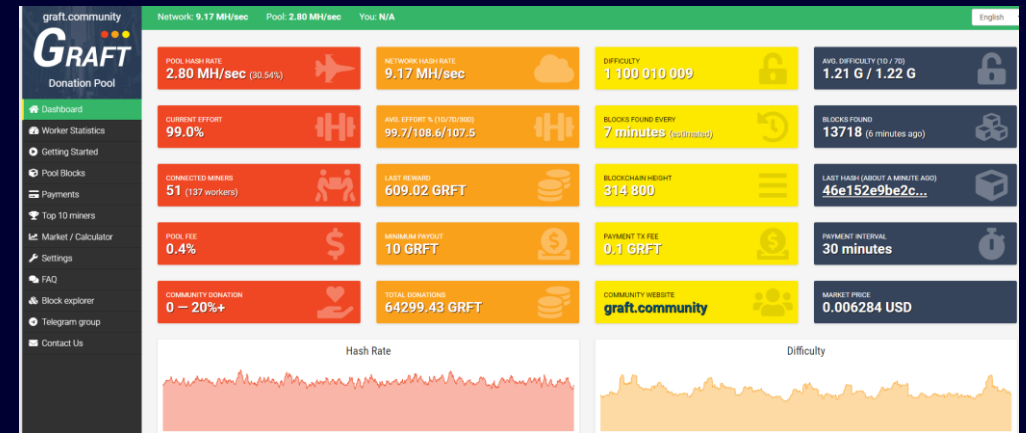 graft.community
GRAFT
Donation Pool
Network: 9.17 MH/sec Pool: 2.80 MH/sec You: N/A
English
Dashboard
Worker Statistics
Getting Started
Pool Blocks
Payments
Top 10 miners
Market / Calculator
Settings
FAQ
Block explorer
Telegram group
Contact Us
POOL HASH RATE
2.80 MH/sec (30.54%)
NETWORK HASH RATE
9.17 MH/sec
DIFFICULTY
1 100 010 009
AVG. DIFFICULTY (1D / 7D)
1.21 G / 1.22 G
CURRENT EFFORT
99.0%
AVG. EFFORT % (1D/7D/30D)
99.7/108.6/107.5
BLOCKS FOUND EVERY
7 minutes (estimated)
BLOCKS FOUND
13718 (6 minutes ago)
CONNECTED MINERS
51 (137 workers)
LAST REWARD
609.02 GRFT
BLOCKCHAIN HEIGHT
314 800
LAST HASH (ABOUT A MINUTE AGO)
46e152e9be2c...
POOL FEE
0.4%
MINIMUM PAYOUT
10 GRFT
PAYMENT TX FEE
0.1 GRFT
PAYMENT INTERVAL
30 minutes
COMMUNITY DONATION
0 — 20%+
TOTAL DONATIONS
64299.43 GRFT
COMMUNITY WEBSITE
graft.community
MARKET PRICE
0.006284 USD
Hash Rate
Difficulty